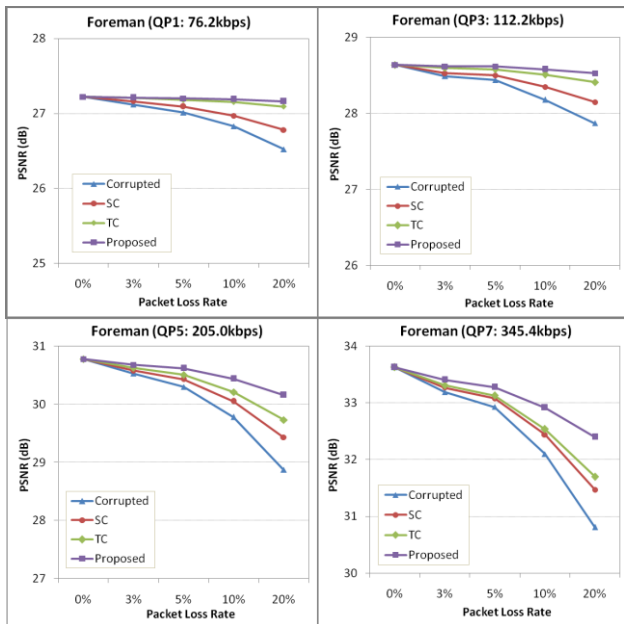 Foreman (QP1: 76.2kbps)
28
27
26
25
PSNR (dB)
Corrupted
SC
TC
Proposed
0% 3% 5% 10% 20%
Packet Loss Rate
Foreman (QP3: 112.2kbps)
29
28
27
26
PSNR (dB)
Corrupted
SC
TC
Proposed
0% 3% 5% 10% 20%
Packet Loss Rate
Foreman (QP5: 205.0kbps)
31
30
29
28
27
PSNR (dB)
Corrupted
SC
TC
Proposed
0% 3% 5% 10% 20%
Packet Loss Rate
Foreman (QP7: 345.4kbps)
34
33
32
31
30
PSNR (dB)
Corrupted
SC
TC
Proposed
0% 3% 5% 10% 20%
Packet Loss Rate